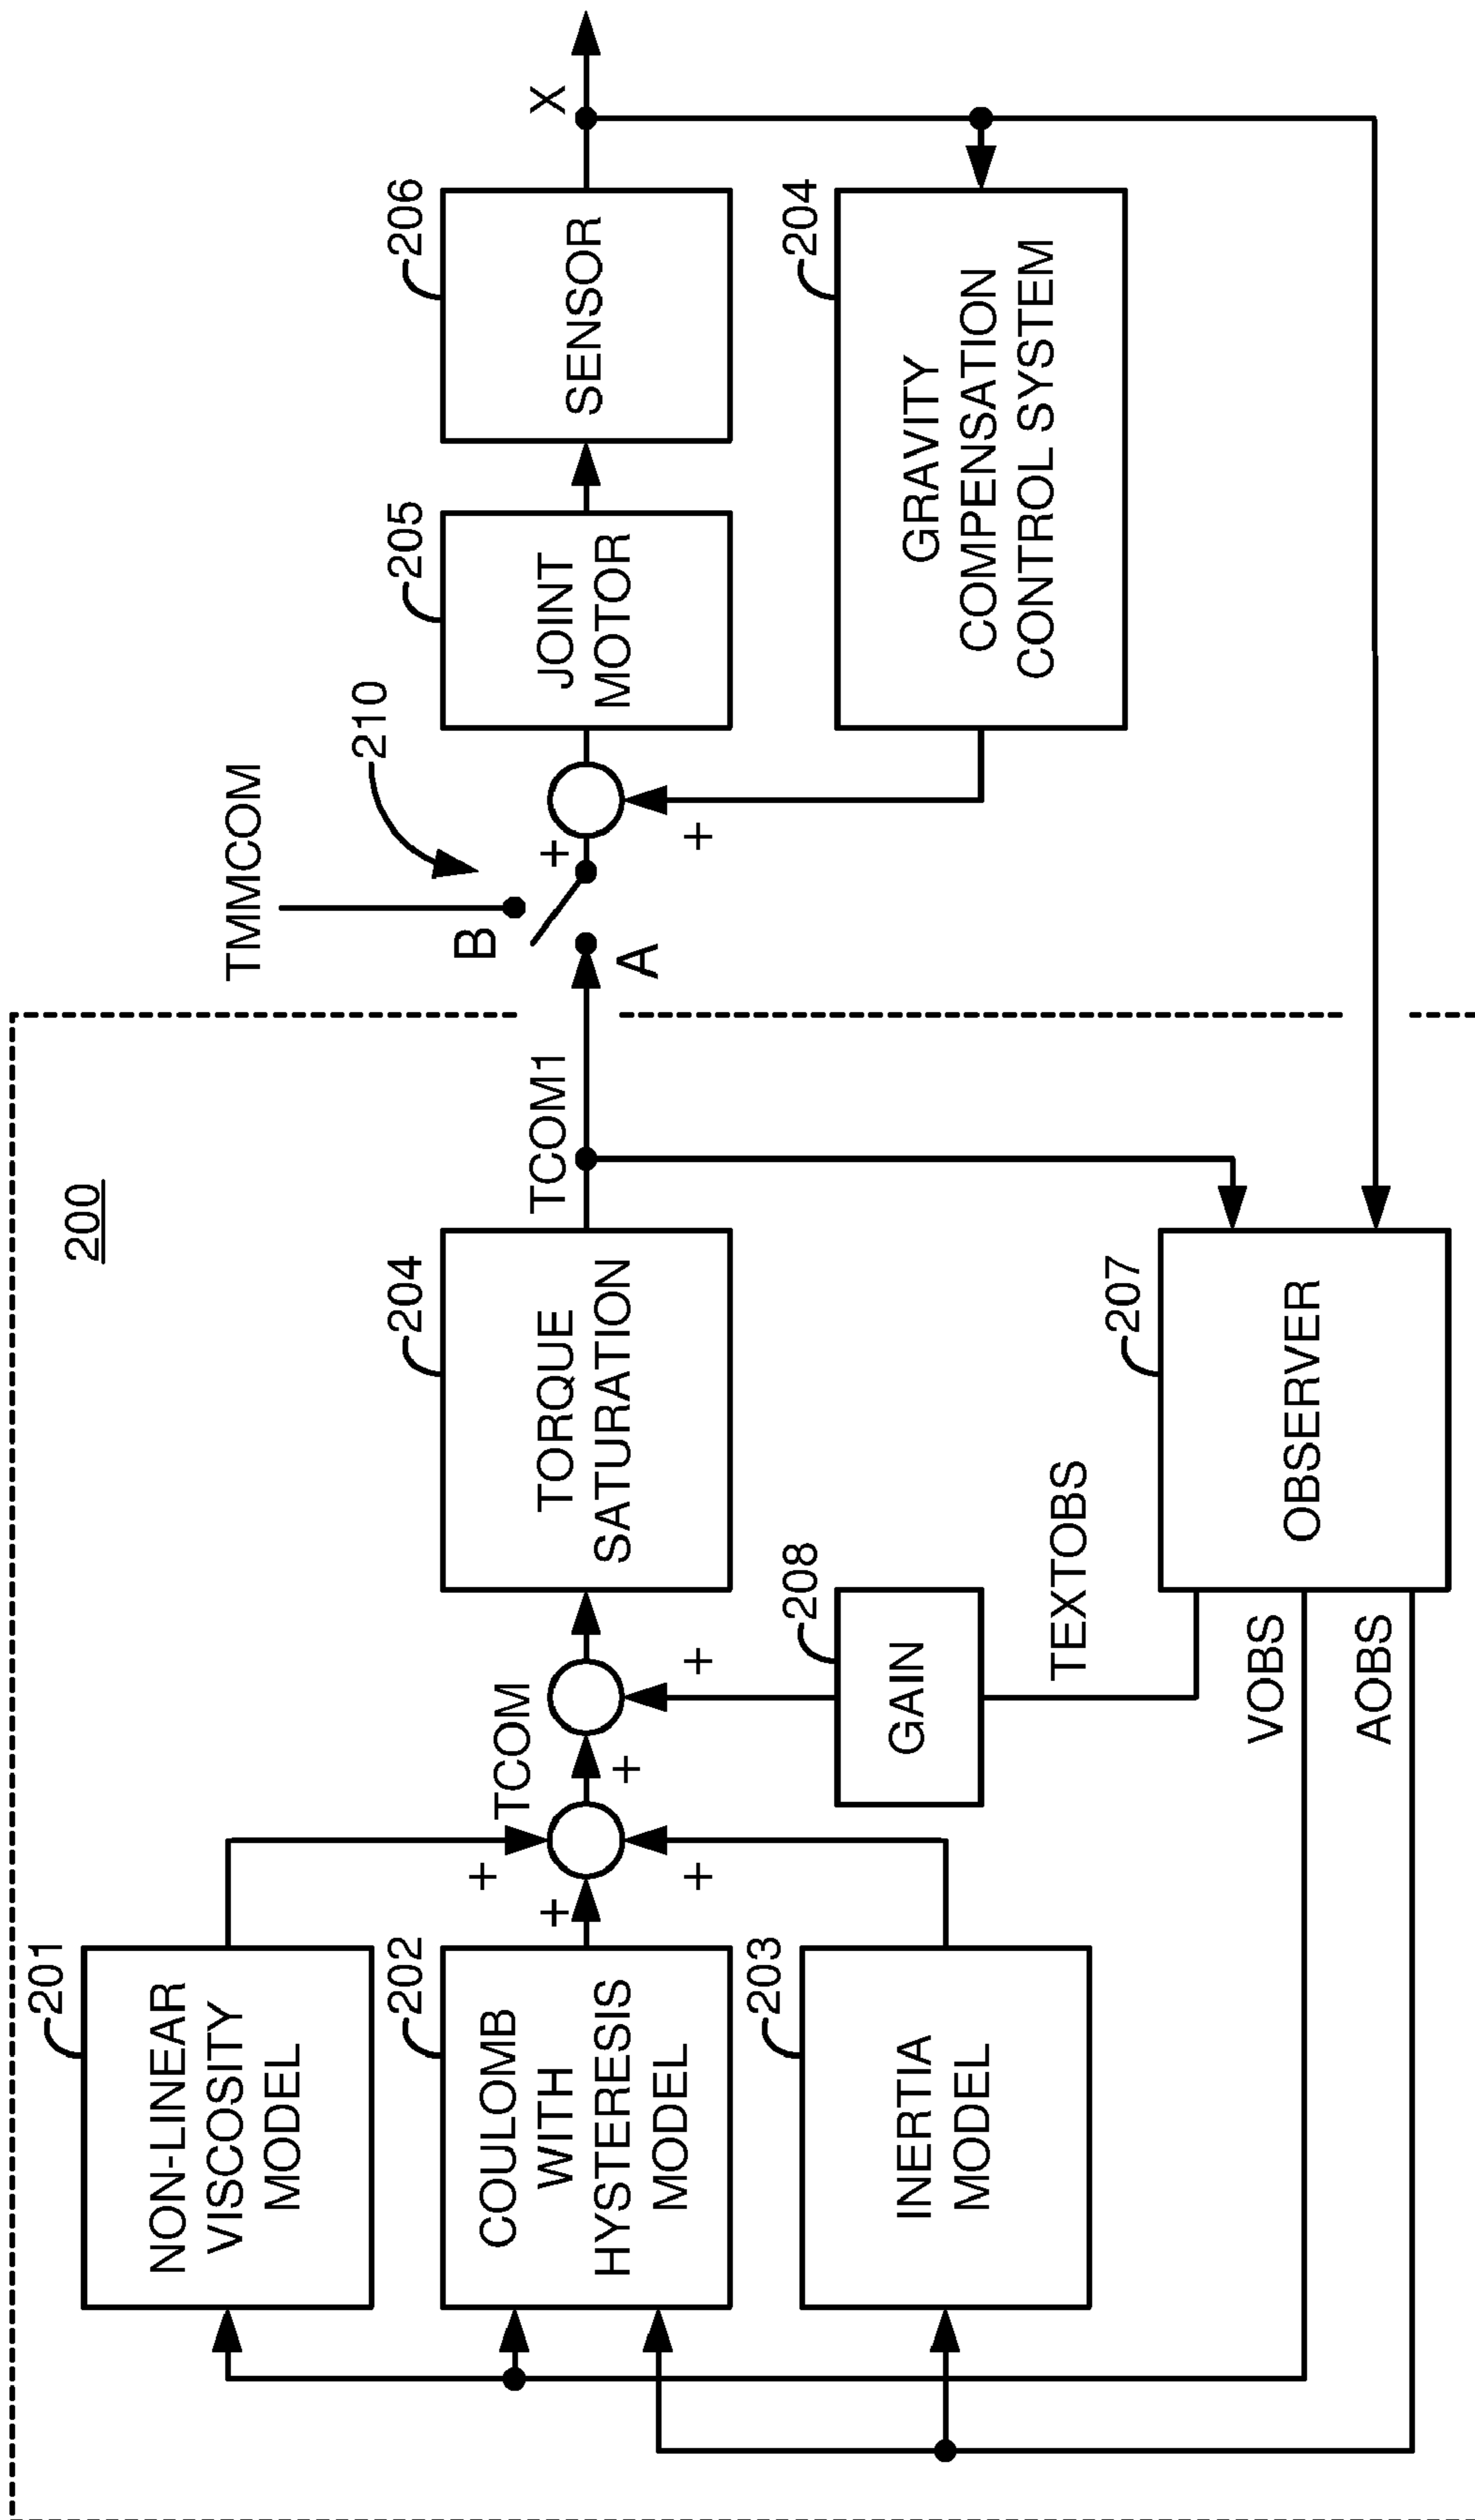 200
201
NON-LINEAR
VISCOSITY
MODEL
202
COULOMB
WITH
HYSTERESIS
MODEL
203
INERTIA
MODEL
+
+
+
TCOM
+
+
204
TORQUE
SATURATION
TCOM1
208
GAIN
TEXTOBS
VOBS
AOBS
207
OBSERVER
TMMCOM
B
A
210
+
+
205
JOINT
MOTOR
206
SENSOR
X
204
GRAVITY
COMPENSATION
CONTROL SYSTEM